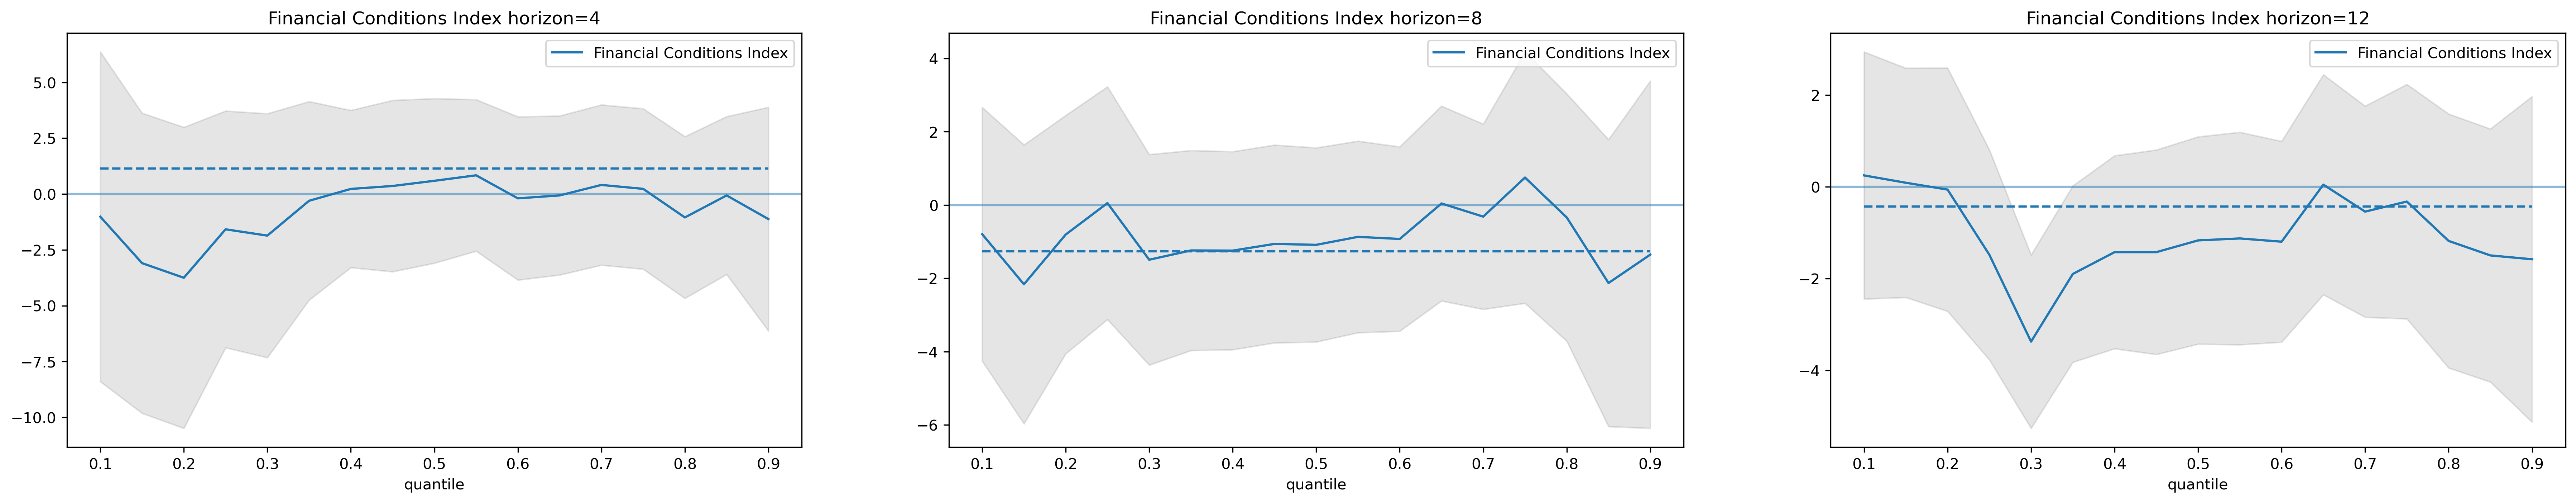 Financial Conditions Index horizon=4
Financial Conditions Index
5.0
2.5
0.0
−2.5
−5.0
−7.5
−10.0
0.1 0.2 0.3 0.4 0.5 0.6 0.7 0.8 0.9
quantile
Financial Conditions Index horizon=8
Financial Conditions Index
4
2
0
−2
−4
−6
0.1 0.2 0.3 0.4 0.5 0.6 0.7 0.8 0.9
quantile
Financial Conditions Index horizon=12
Financial Conditions Index
2
0
−2
−4
0.1 0.2 0.3 0.4 0.5 0.6 0.7 0.8 0.9
quantile